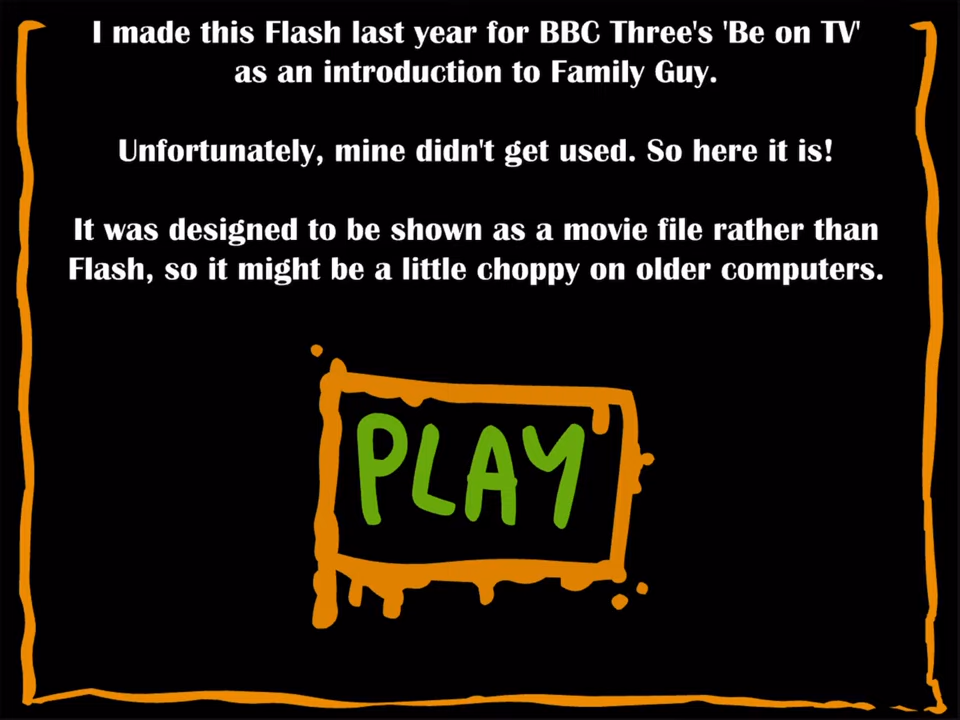 I made this Flash last year for BBC Three's 'Be on TV'
as an introduction to Family Guy.
Unfortunately, mine didn't get used. So here it is!
It was designed to be shown as a movie file rather than
Flash, so it might be a little choppy on older computers.
PLAY